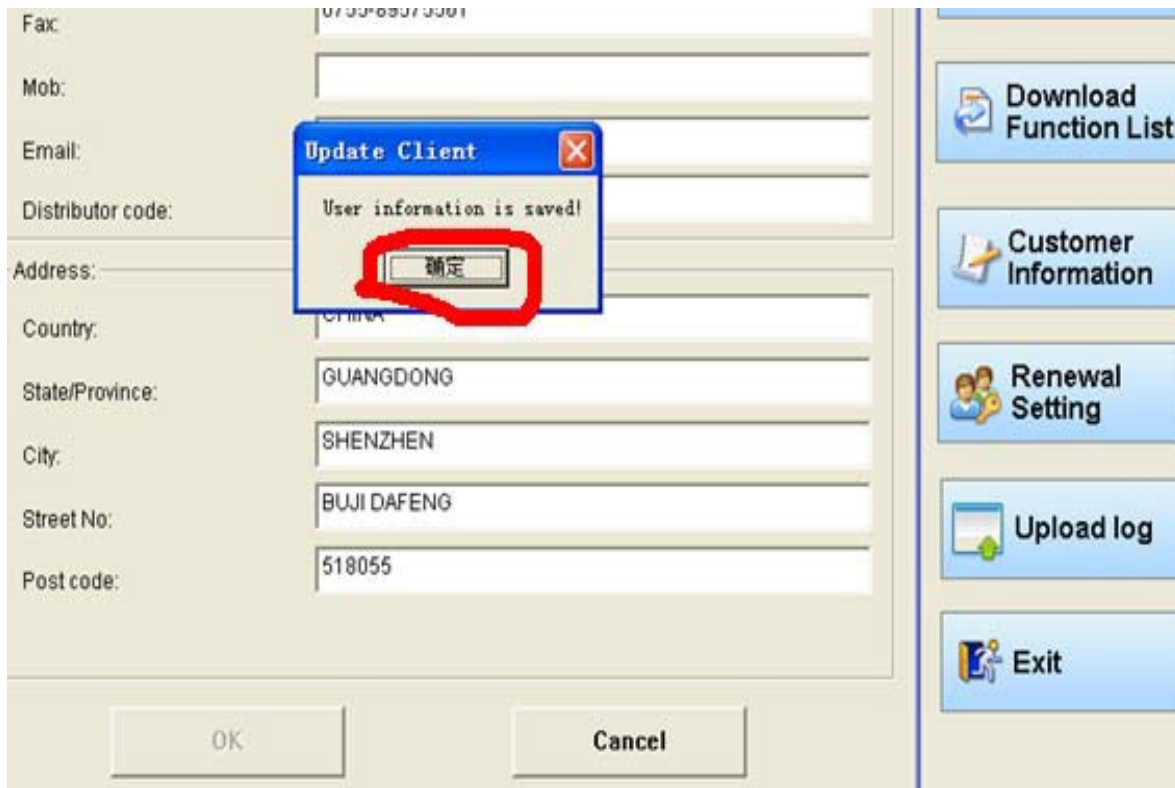 Fax:
Mob:
Email:
Distributor code:
Update Client
User information is saved!
确定
Address:
Country:
CHINA
State/Province:
GUANGDONG
City:
SHENZHEN
Street No:
BUJI DAFENG
Post code:
518055
OK
Cancel
Download
Function List
Customer
Information
Renewal
Setting
Upload log
Exit